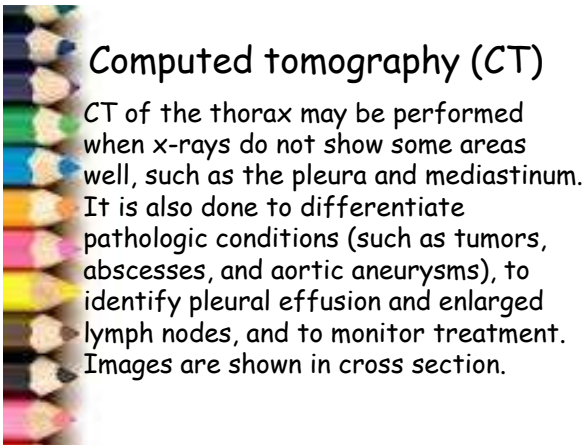 Computed tomography (CT)
CT of the thorax may be performed
when x-rays do not show some areas
well, such as the pleura and mediastinum.
It is also done to differentiate
pathologic conditions (such as tumors,
abscesses, and aortic aneurysms), to
identify pleural effusion and enlarged
lymph nodes, and to monitor treatment.
Images are shown in cross section.